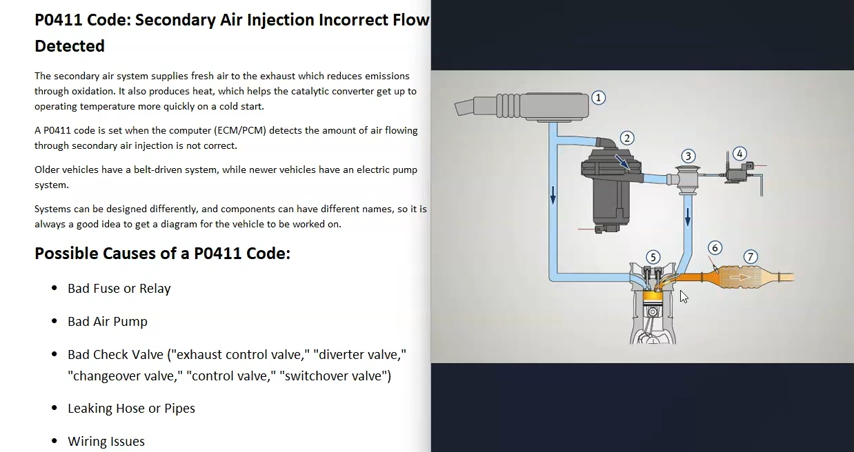 P0411 Code: Secondary Air Injection Incorrect Flow
Detected
The secondary air system supplies fresh air to the exhaust which reduces emissions
through oxidation. It also produces heat, which helps the catalytic converter get up to
operating temperature more quickly on a cold start.
A P0411 code is set when the computer (ECM/PCM) detects the amount of air flowing
through secondary air injection is not correct.
Older vehicles have a belt-driven system, while newer vehicles have an electric pump
system.
Systems can be designed differently, and components can have different names, so it is
always a good idea to get a diagram for the vehicle to be worked on.
Possible Causes of a P0411 Code:
• Bad Fuse or Relay
• Bad Air Pump
• Bad Check Valve ("exhaust control valve," "diverter valve,"
"changeover valve," "control valve," "switchover valve")
• Leaking Hose or Pipes
• Wiring Issues
1
2
3
4
5
6
7